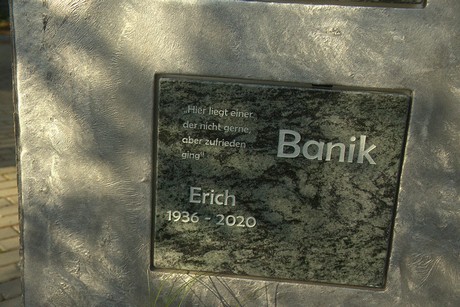 „Hier liegt einer,
der nicht gerne,
aber zufrieden
ging"
Banik
Erich
1936 - 2020